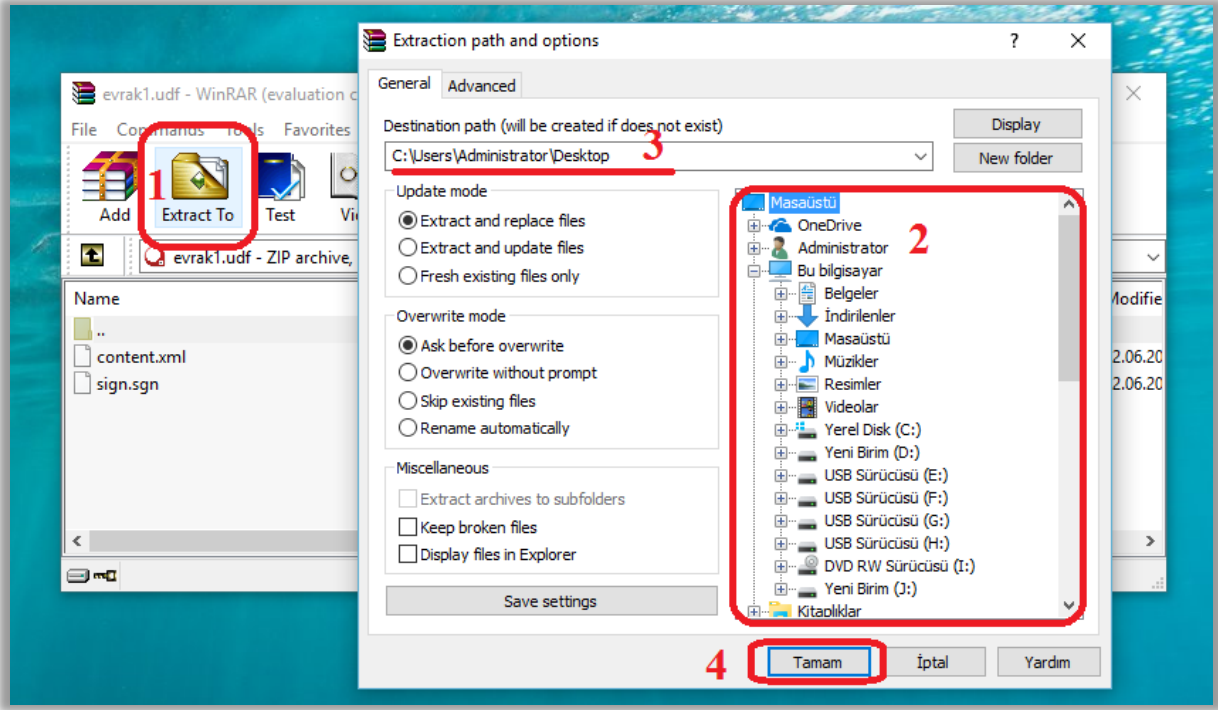 Extraction path and options
?
General
Advanced
Destination path (will be created if does not exist)
3
C:\Users\Administrator\Desktop
Display
New folder
Update mode
Extract and replace files
Extract and update files
Fresh existing files only
Overwrite mode
Ask before overwrite
Overwrite without prompt
Skip existing files
Rename automatically
Miscellaneous
Extract archives to subfolders
Keep broken files
Display files in Explorer
Save settings
2
Masaüstü
OneDrive
Administrator
Bu bilgisayar
Belgeler
İndirilenler
Masaüstü
Müzikler
Resimler
Videolar
Yerel Disk (C:)
Yeni Birim (D:)
USB Sürücüsü (E:)
USB Sürücüsü (F:)
USB Sürücüsü (G:)
USB Sürücüsü (H:)
DVD RW Sürücüsü (I:)
Yeni Birim (J:)
Kitaplıklar
4
Tamam
İptal
Yardım
evrak1.udf - WinRAR (evaluation c
File Commands Tools Favorites
1
Add
Extract To
Test
Vi
evrak1.udf - ZIP archive,
Name
Modifie
..
content.xml
2.06.20
sign.sgn
2.06.20